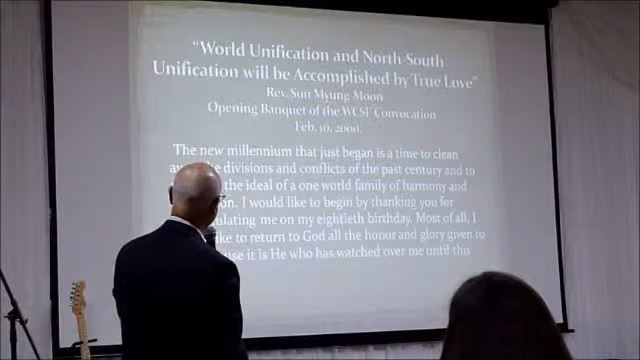 “World Unification and North-South
Unification will be Accomplished by True Love”
Rev. Sun Myung Moon
Opening Banquet of the WCSF Convocation
Feb. 10, 2000.
The new millennium that just began is a time to clean
divisions and conflicts of the past century and to
the ideal of a one world family of harmony and
I would like to begin by thanking you for
me on my eightieth birthday. Most of all, I
to return to God all the honor and glory given to
it is He who has watched over me until this